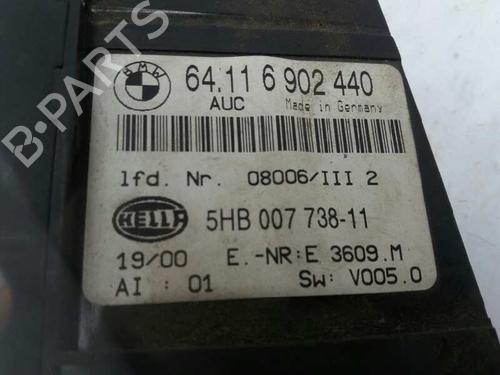 BMW
64.11 6 902 440
AUC Made in Germany
lfd. Nr. 08006/III 2
HELLA
5HB 007 738-11
19/00 E.-NR:E 3609.M
AI : 01 Sw: V005.0
B-PARTS